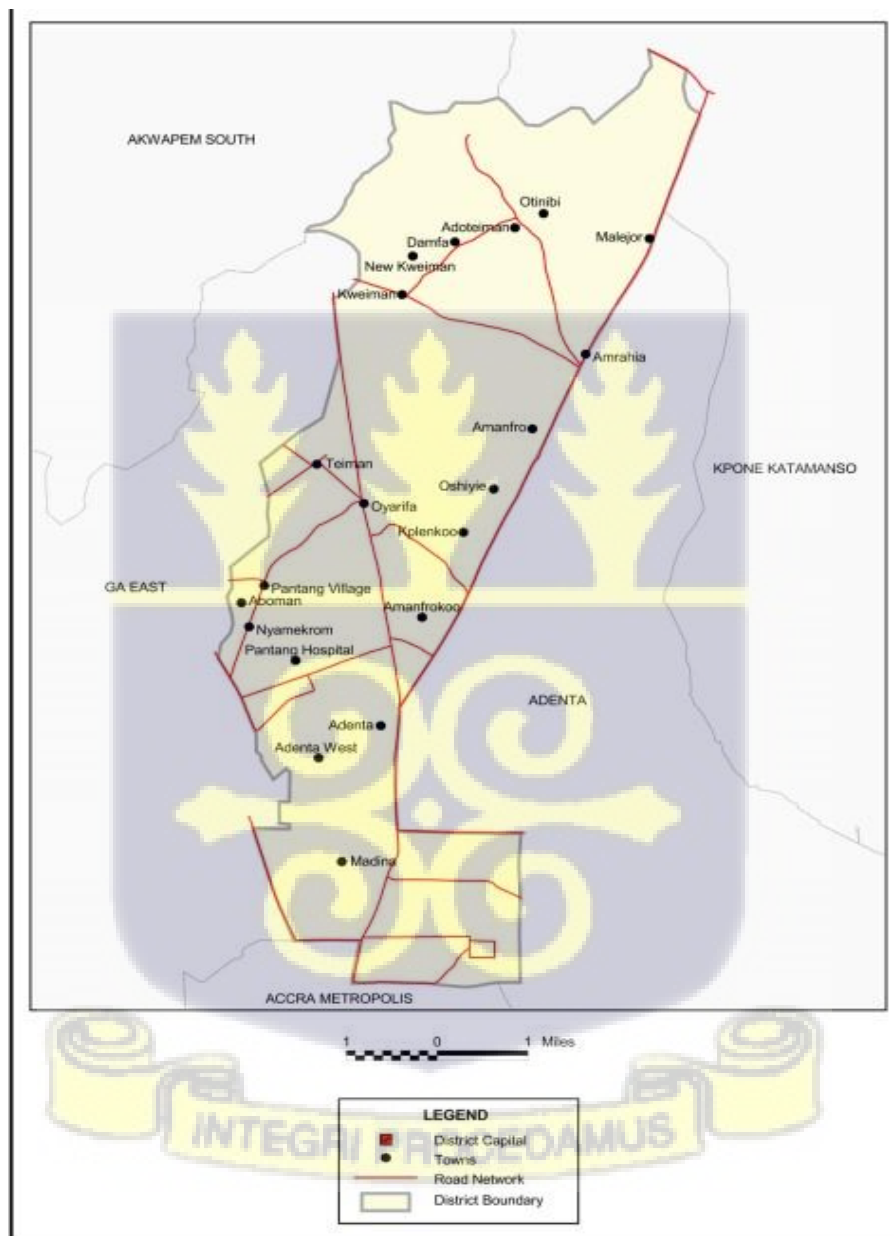 AKWAPEM SOUTH
Otinibi
Adoteiman
Malejor
Damfa
New Kweiman
Kweiman
Amrahia
Amanfro
Teiman
KPONE KATAMANSO
Oshiyie
Oyarifa
Kplenkoo
GA EAST
Pantang Village
Aboman
Amanfrokoo
Nyamekrom
Pantang Hospital
ADENTA
Adenta
Adenta West
Madina
ACCRA METROPOLIS
1 0 1 Miles
LEGEND
District Capital
Towns
Road Network
District Boundary
INTEGRI PROCEDAMUS